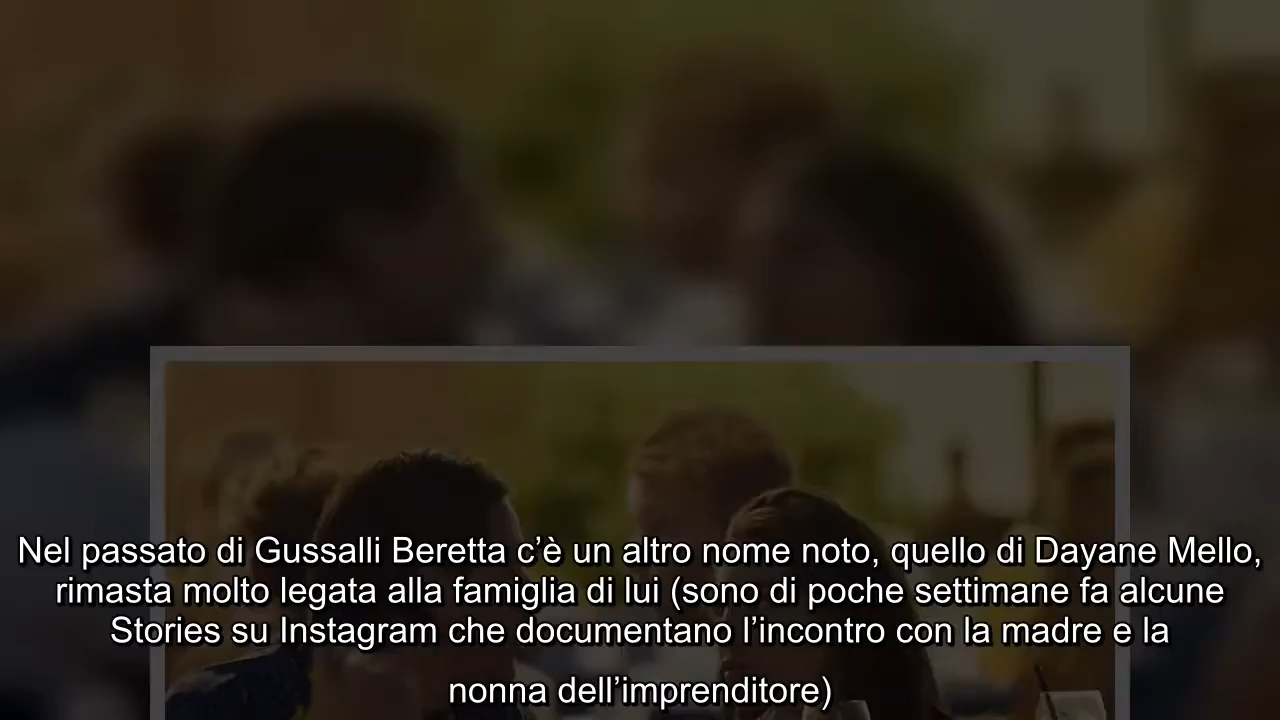 Nel passato di Gussalli Beretta c’è un altro nome noto, quello di Dayane Mello,
rimasta molto legata alla famiglia di lui (sono di poche settimane fa alcune
Stories su Instagram che documentano l’incontro con la madre e la
nonna dell’imprenditore)